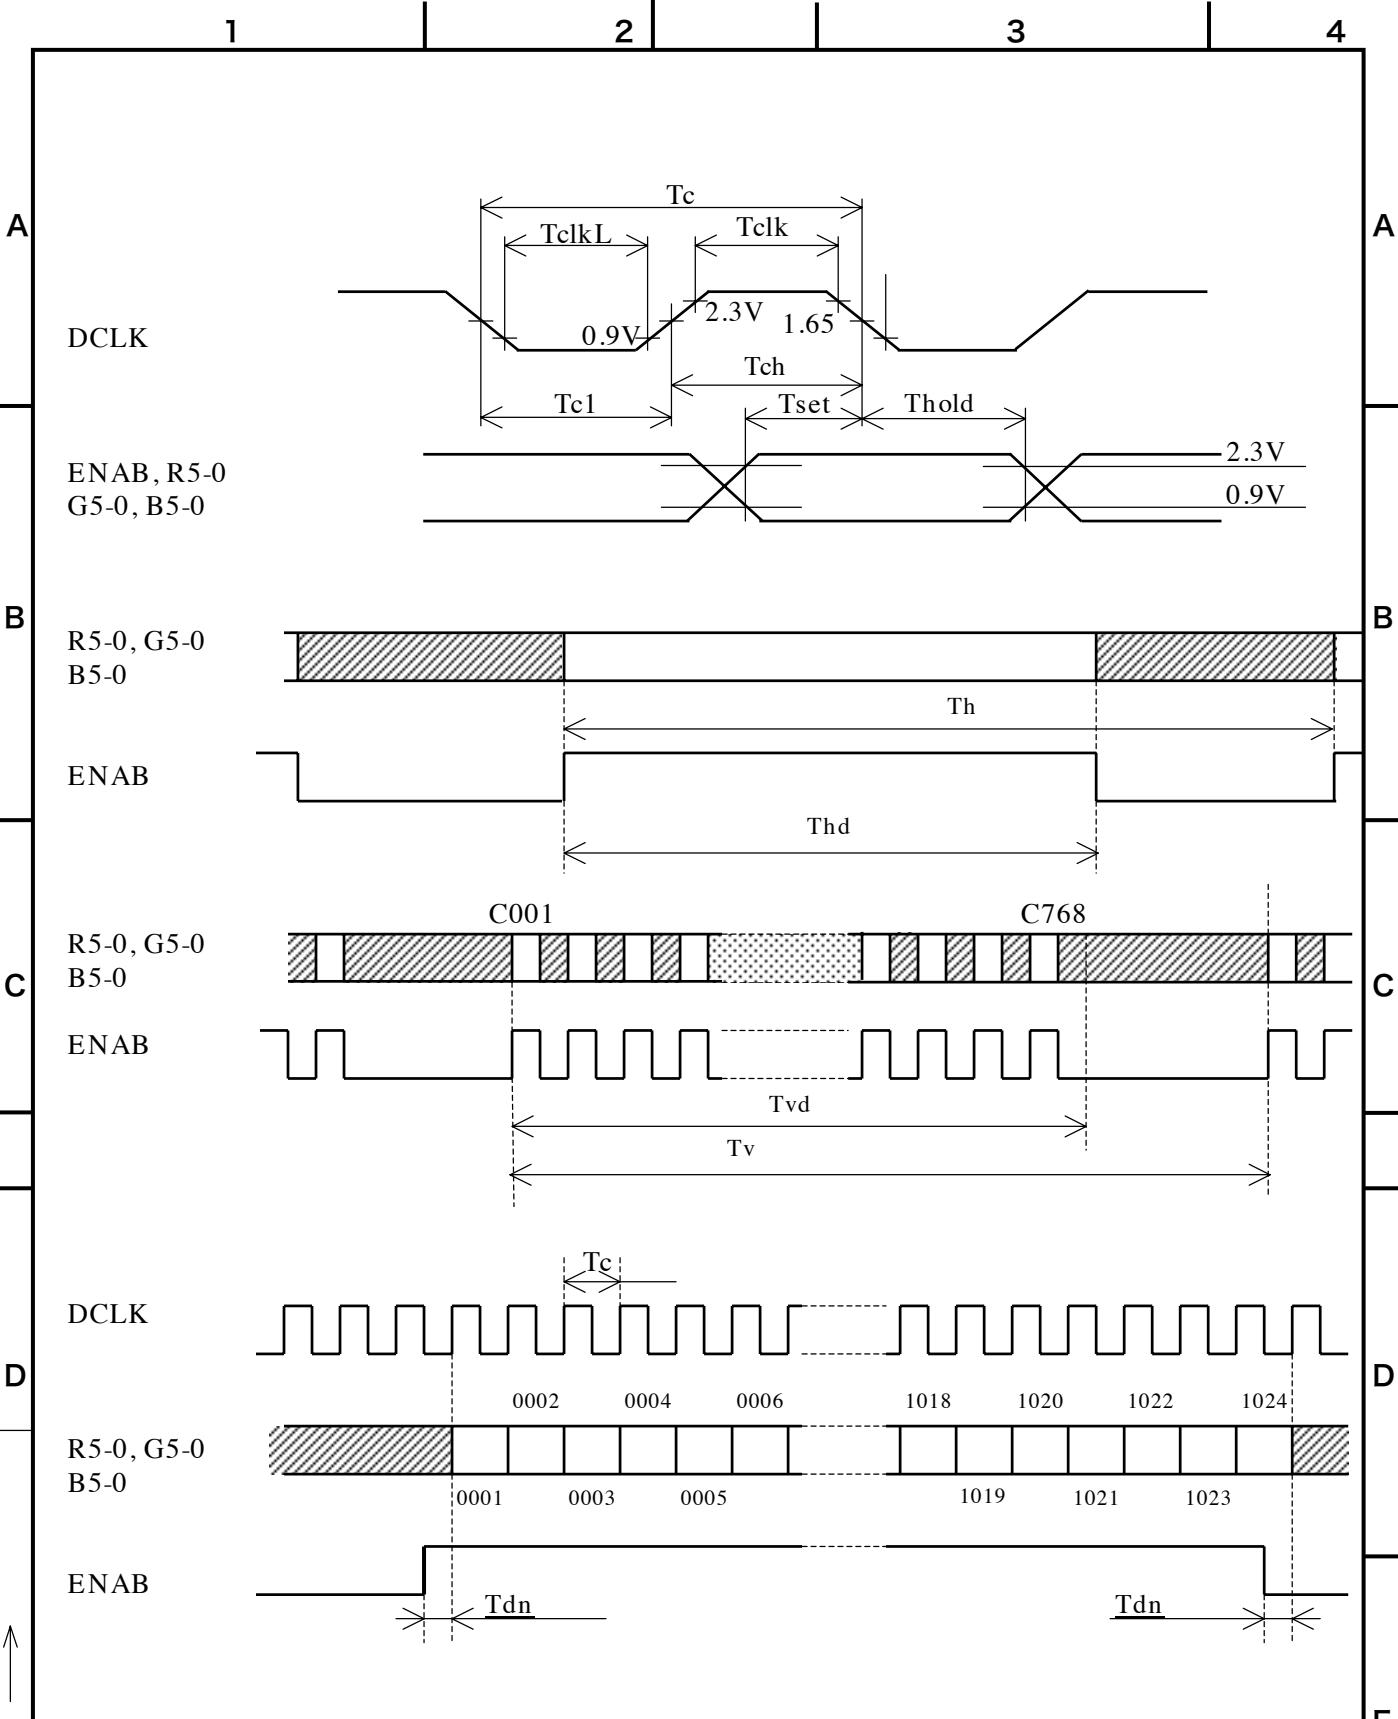 1 2 3 4
A A
Tc
TclkL Tclk
2.3V
0.9V 1.65
DCLK
Tch
Tc1 Tset Thold
ENAB, R5-0 2.3V
G5-0, B5-0 0.9V
B B
R5-0, G5-0
B5-0
Th
ENAB
Thd
C001 C768
R5-0, G5-0
B5-0
C C
ENAB
Tvd
Tv
Tc
DCLK
D D
0002 0004 0006 1018 1020 1022 1024
R5-0, G5-0
B5-0
0001 0003 0005 1019 1021 1023
ENAB
Tdn Tdn